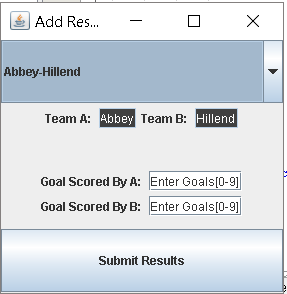 Add Res...
Abbey-Hillend
Team A: Abbey Team B: Hillend
Goal Scored By A: Enter Goals[0-9]
Goal Scored By B: Enter Goals[0-9]
Submit Results